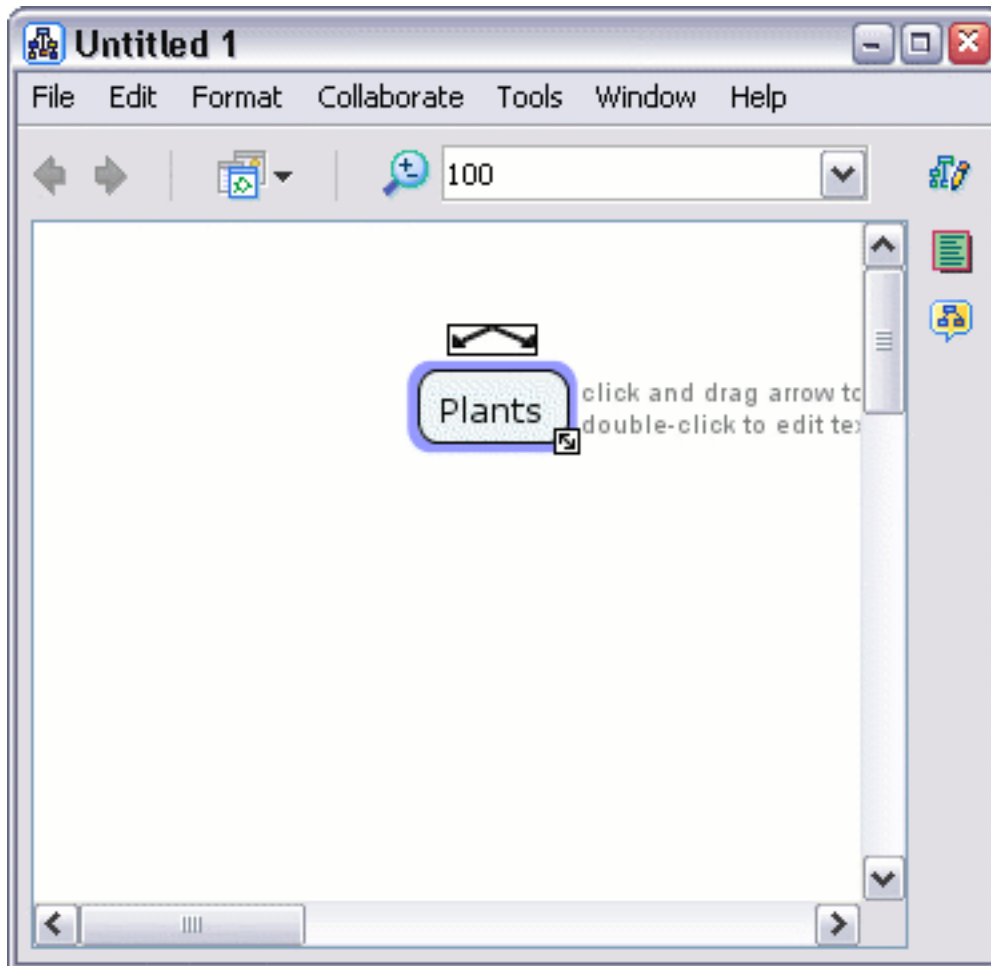 Untitled 1
File Edit Format Collaborate Tools Window Help
100
click and drag arrow to
Plants
double-click to edit